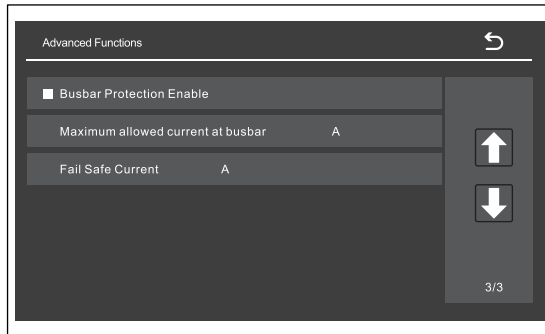 Advanced Functions
Busbar Protection Enable
Maximum allowed current at busbar A
Fail Safe Current A
3/3